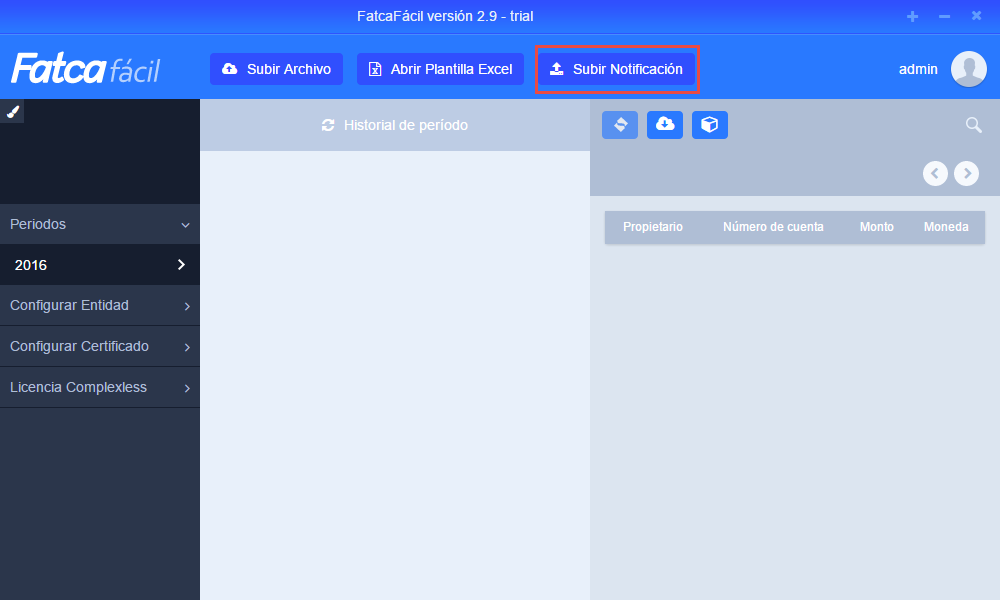 FatcaFácil versión 2.9 - trial
Fatca fácil
Subir Archivo
Abrir Plantilla Excel
Subir Notificación
admin
Historial de período
Periodos
2016
Configurar Entidad
Configurar Certificado
Licencia Complexless
Propietario Número de cuenta Monto Moneda